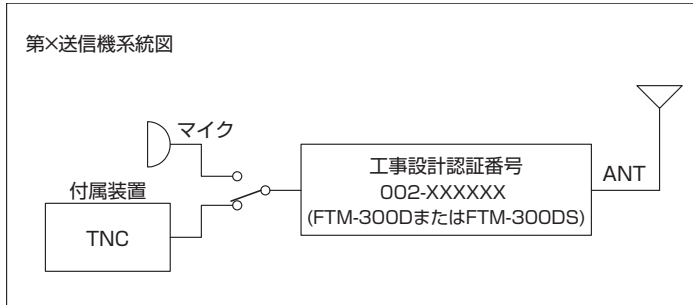 第×送信機系統図
マイク
付属装置
TNC
工事設計認証番号
002-XXXXXX
(FTM-300DまたはFTM-300DS)
ANT